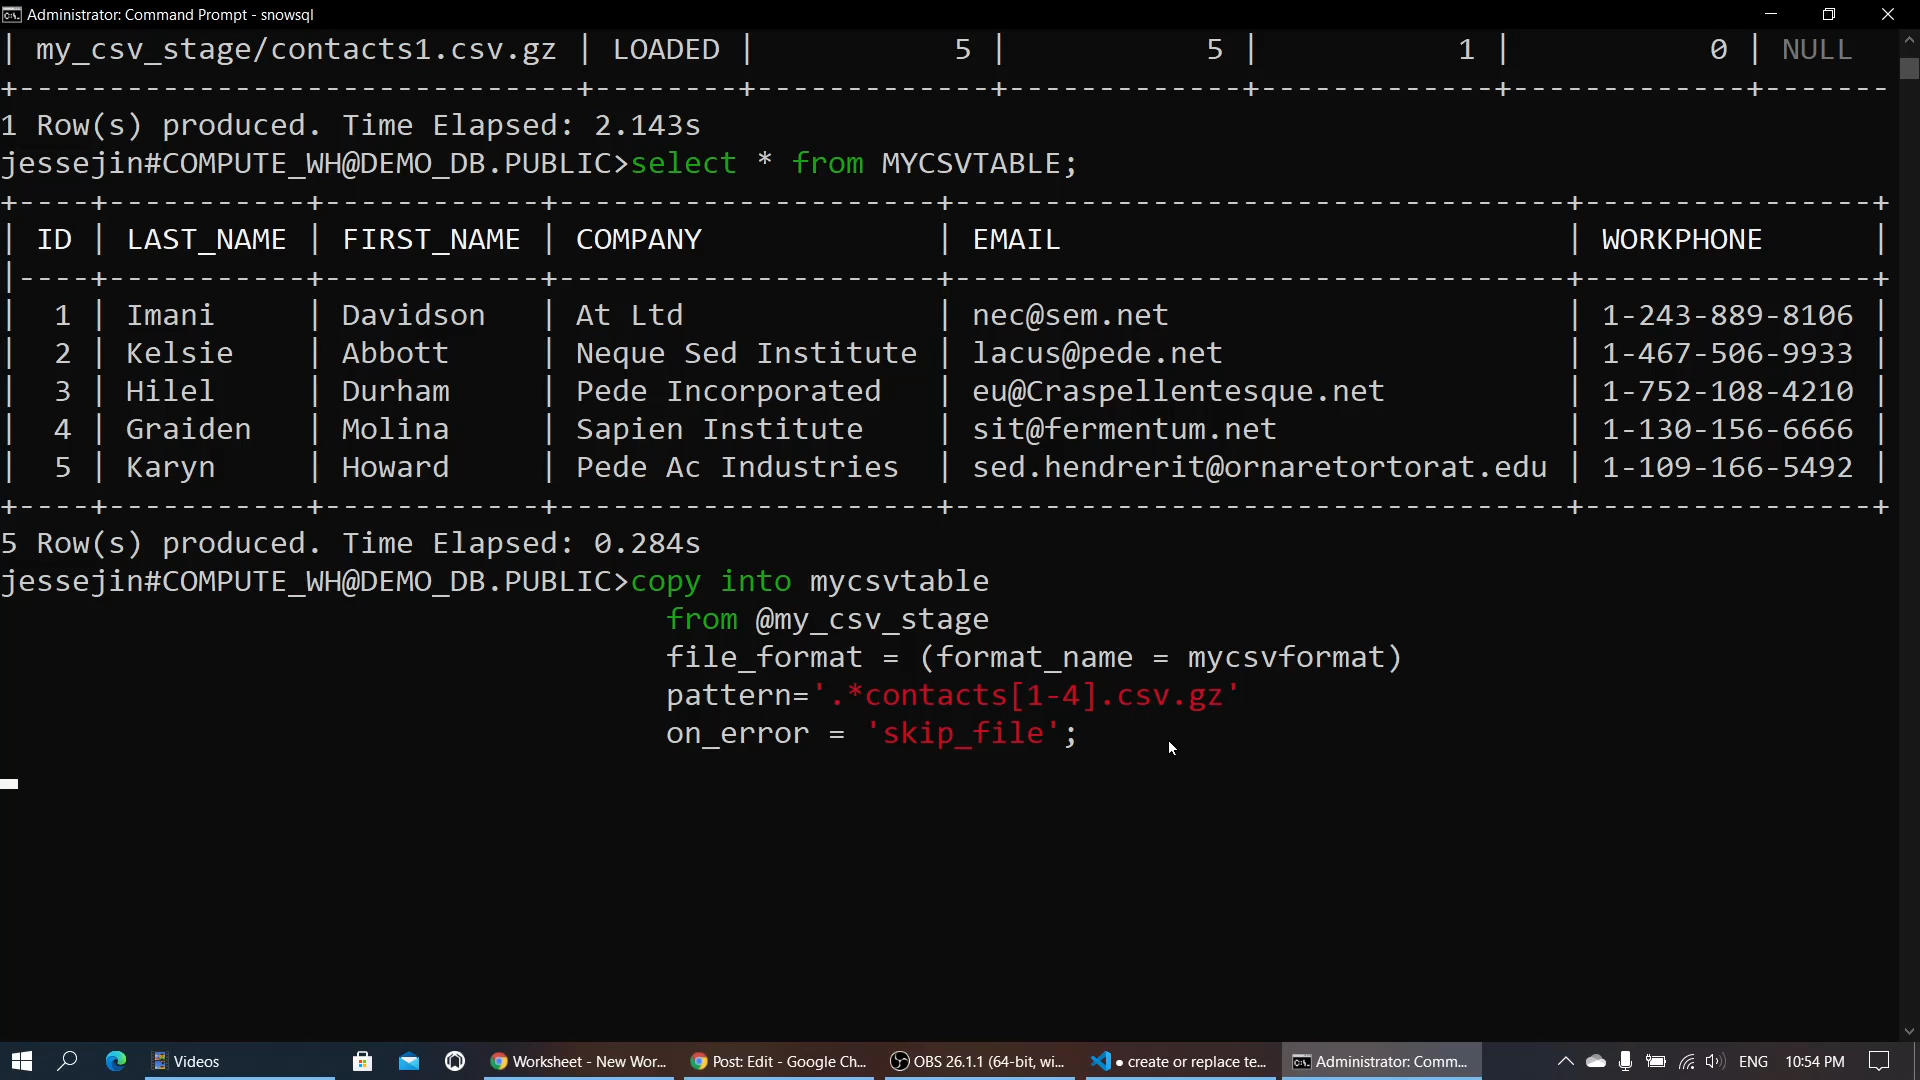 Administrator: Command Prompt - snowsql
| my_csv_stage/contacts1.csv.gz | LOADED | 5 | 5 | 1 | 0 | NULL
+-------------------------------+--------+-------------+-------------+-------------+-------------+-------
1 Row(s) produced. Time Elapsed: 2.143s
jessejin#COMPUTE_WH@DEMO_DB.PUBLIC>select * from MYCSVTABLE;
+----+-----------+------------+---------------------+----------------------------------+----------------+
| ID | LAST_NAME | FIRST_NAME | COMPANY | EMAIL | WORKPHONE |
|----+-----------+------------+---------------------+----------------------------------+----------------+
| 1 | Imani | Davidson | At Ltd | nec@sem.net | 1-243-889-8106 |
| 2 | Kelsie | Abbott | Neque Sed Institute | lacus@pede.net | 1-467-506-9933 |
| 3 | Hilel | Durham | Pede Incorporated | eu@Craspellentesque.net | 1-752-108-4210 |
| 4 | Graiden | Molina | Sapien Institute | sit@fermentum.net | 1-130-156-6666 |
| 5 | Karyn | Howard | Pede Ac Industries | sed.hendrerit@ornaretortorat.edu | 1-109-166-5492 |
+----+-----------+------------+---------------------+----------------------------------+----------------+
5 Row(s) produced. Time Elapsed: 0.284s
jessejin#COMPUTE_WH@DEMO_DB.PUBLIC>copy into mycsvtable
from @my_csv_stage
file_format = (format_name = mycsvformat)
pattern='.*contacts[1-4].csv.gz'
on_error = 'skip_file';
Videos Worksheet - New Wor... Post: Edit - Google Ch... OBS 26.1.1 (64-bit, wi... • create or replace te... Administrator: Comm... ENG 10:54 PM